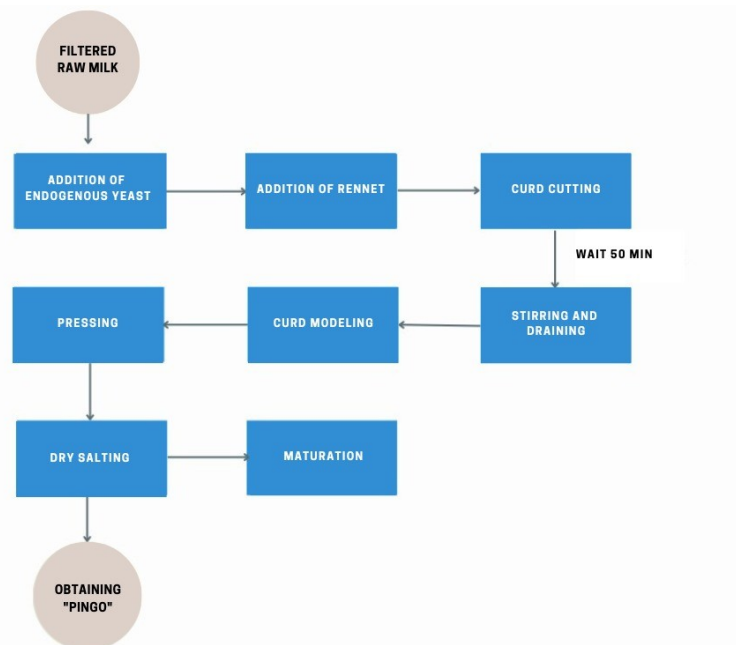 FILTERED
RAW MILK
ADDITION OF
ENDOGENOUS YEAST
ADDITION OF RENNET
CURD CUTTING
WAIT 50 MIN
STIRRING AND
DRAINING
CURD MODELING
PRESSING
DRY SALTING
MATURATION
OBTAINING
"PINGO"